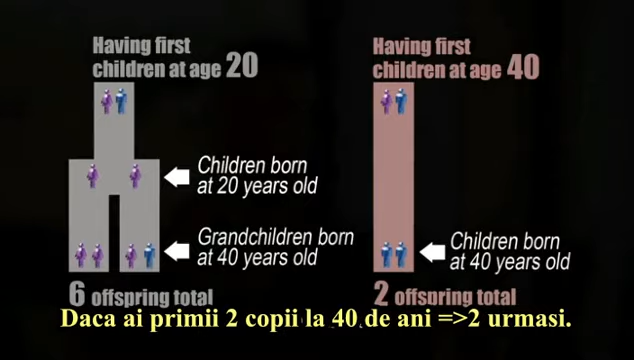 Having first
children at age 20
Children born
at 20 years old
Grandchildren born
at 40 years old
6 offspring total
Having first
children at age 40
Children born
at 40 years old
2 offspring total
Daca ai primii 2 copii la 40 de ani =>2 urmasi.